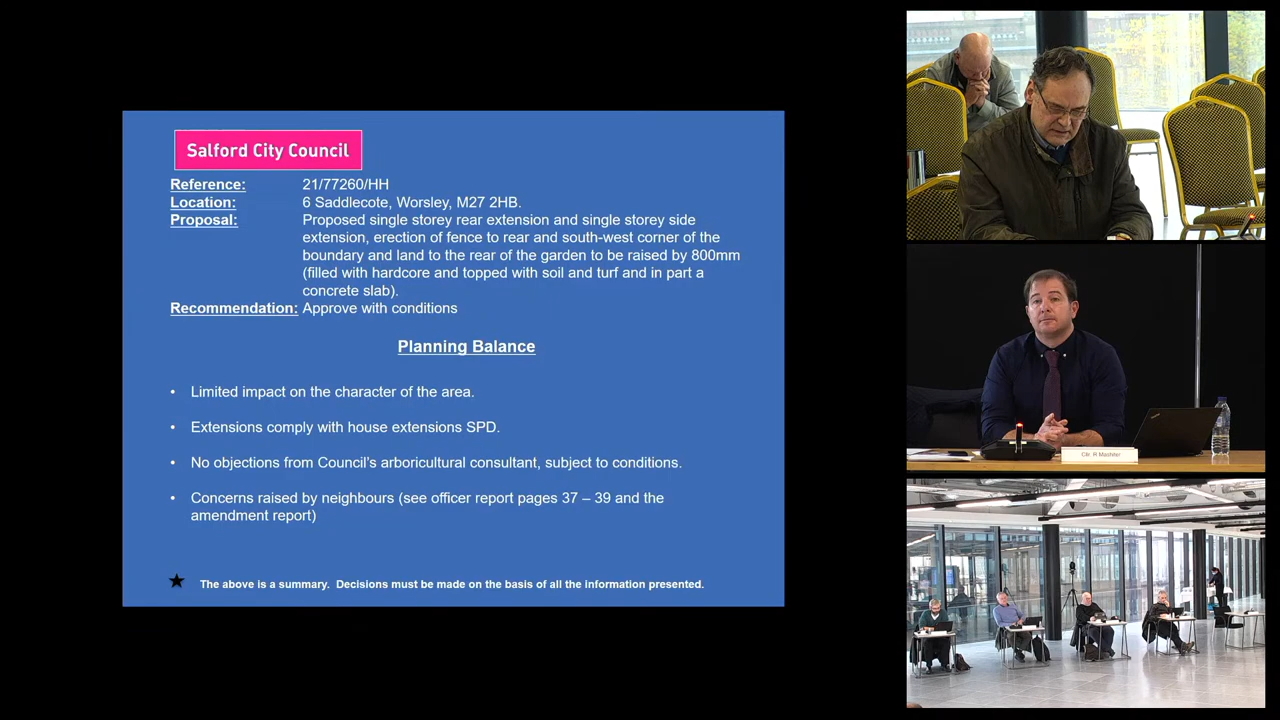 Salford City Council
Reference: 21/77260/HH
Location: 6 Saddlecote, Worsley, M27 2HB.
Proposal: Proposed single storey rear extension and single storey side
extension, erection of fence to rear and south-west corner of the
boundary and land to the rear of the garden to be raised by 800mm
(filled with hardcore and topped with soil and turf and in part a
concrete slab).
Recommendation: Approve with conditions
Planning Balance
• Limited impact on the character of the area.
• Extensions comply with house extensions SPD.
• No objections from Council's arboricultural consultant, subject to conditions.
• Concerns raised by neighbours (see officer report pages 37 – 39 and the
amendment report)
★ The above is a summary. Decisions must be made on the basis of all the information presented.
Cllr. R Mashiter